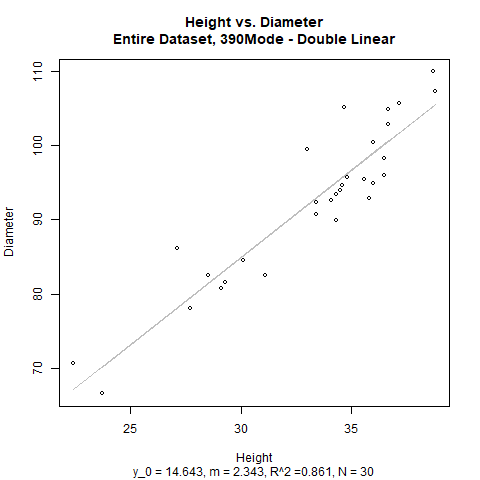 Height vs. Diameter
Entire Dataset, 390Mode - Double Linear
110
100
90
80
70
Diameter
25 30 35
Height
y_0 = 14.643, m = 2.343, R^2 =0.861, N = 30